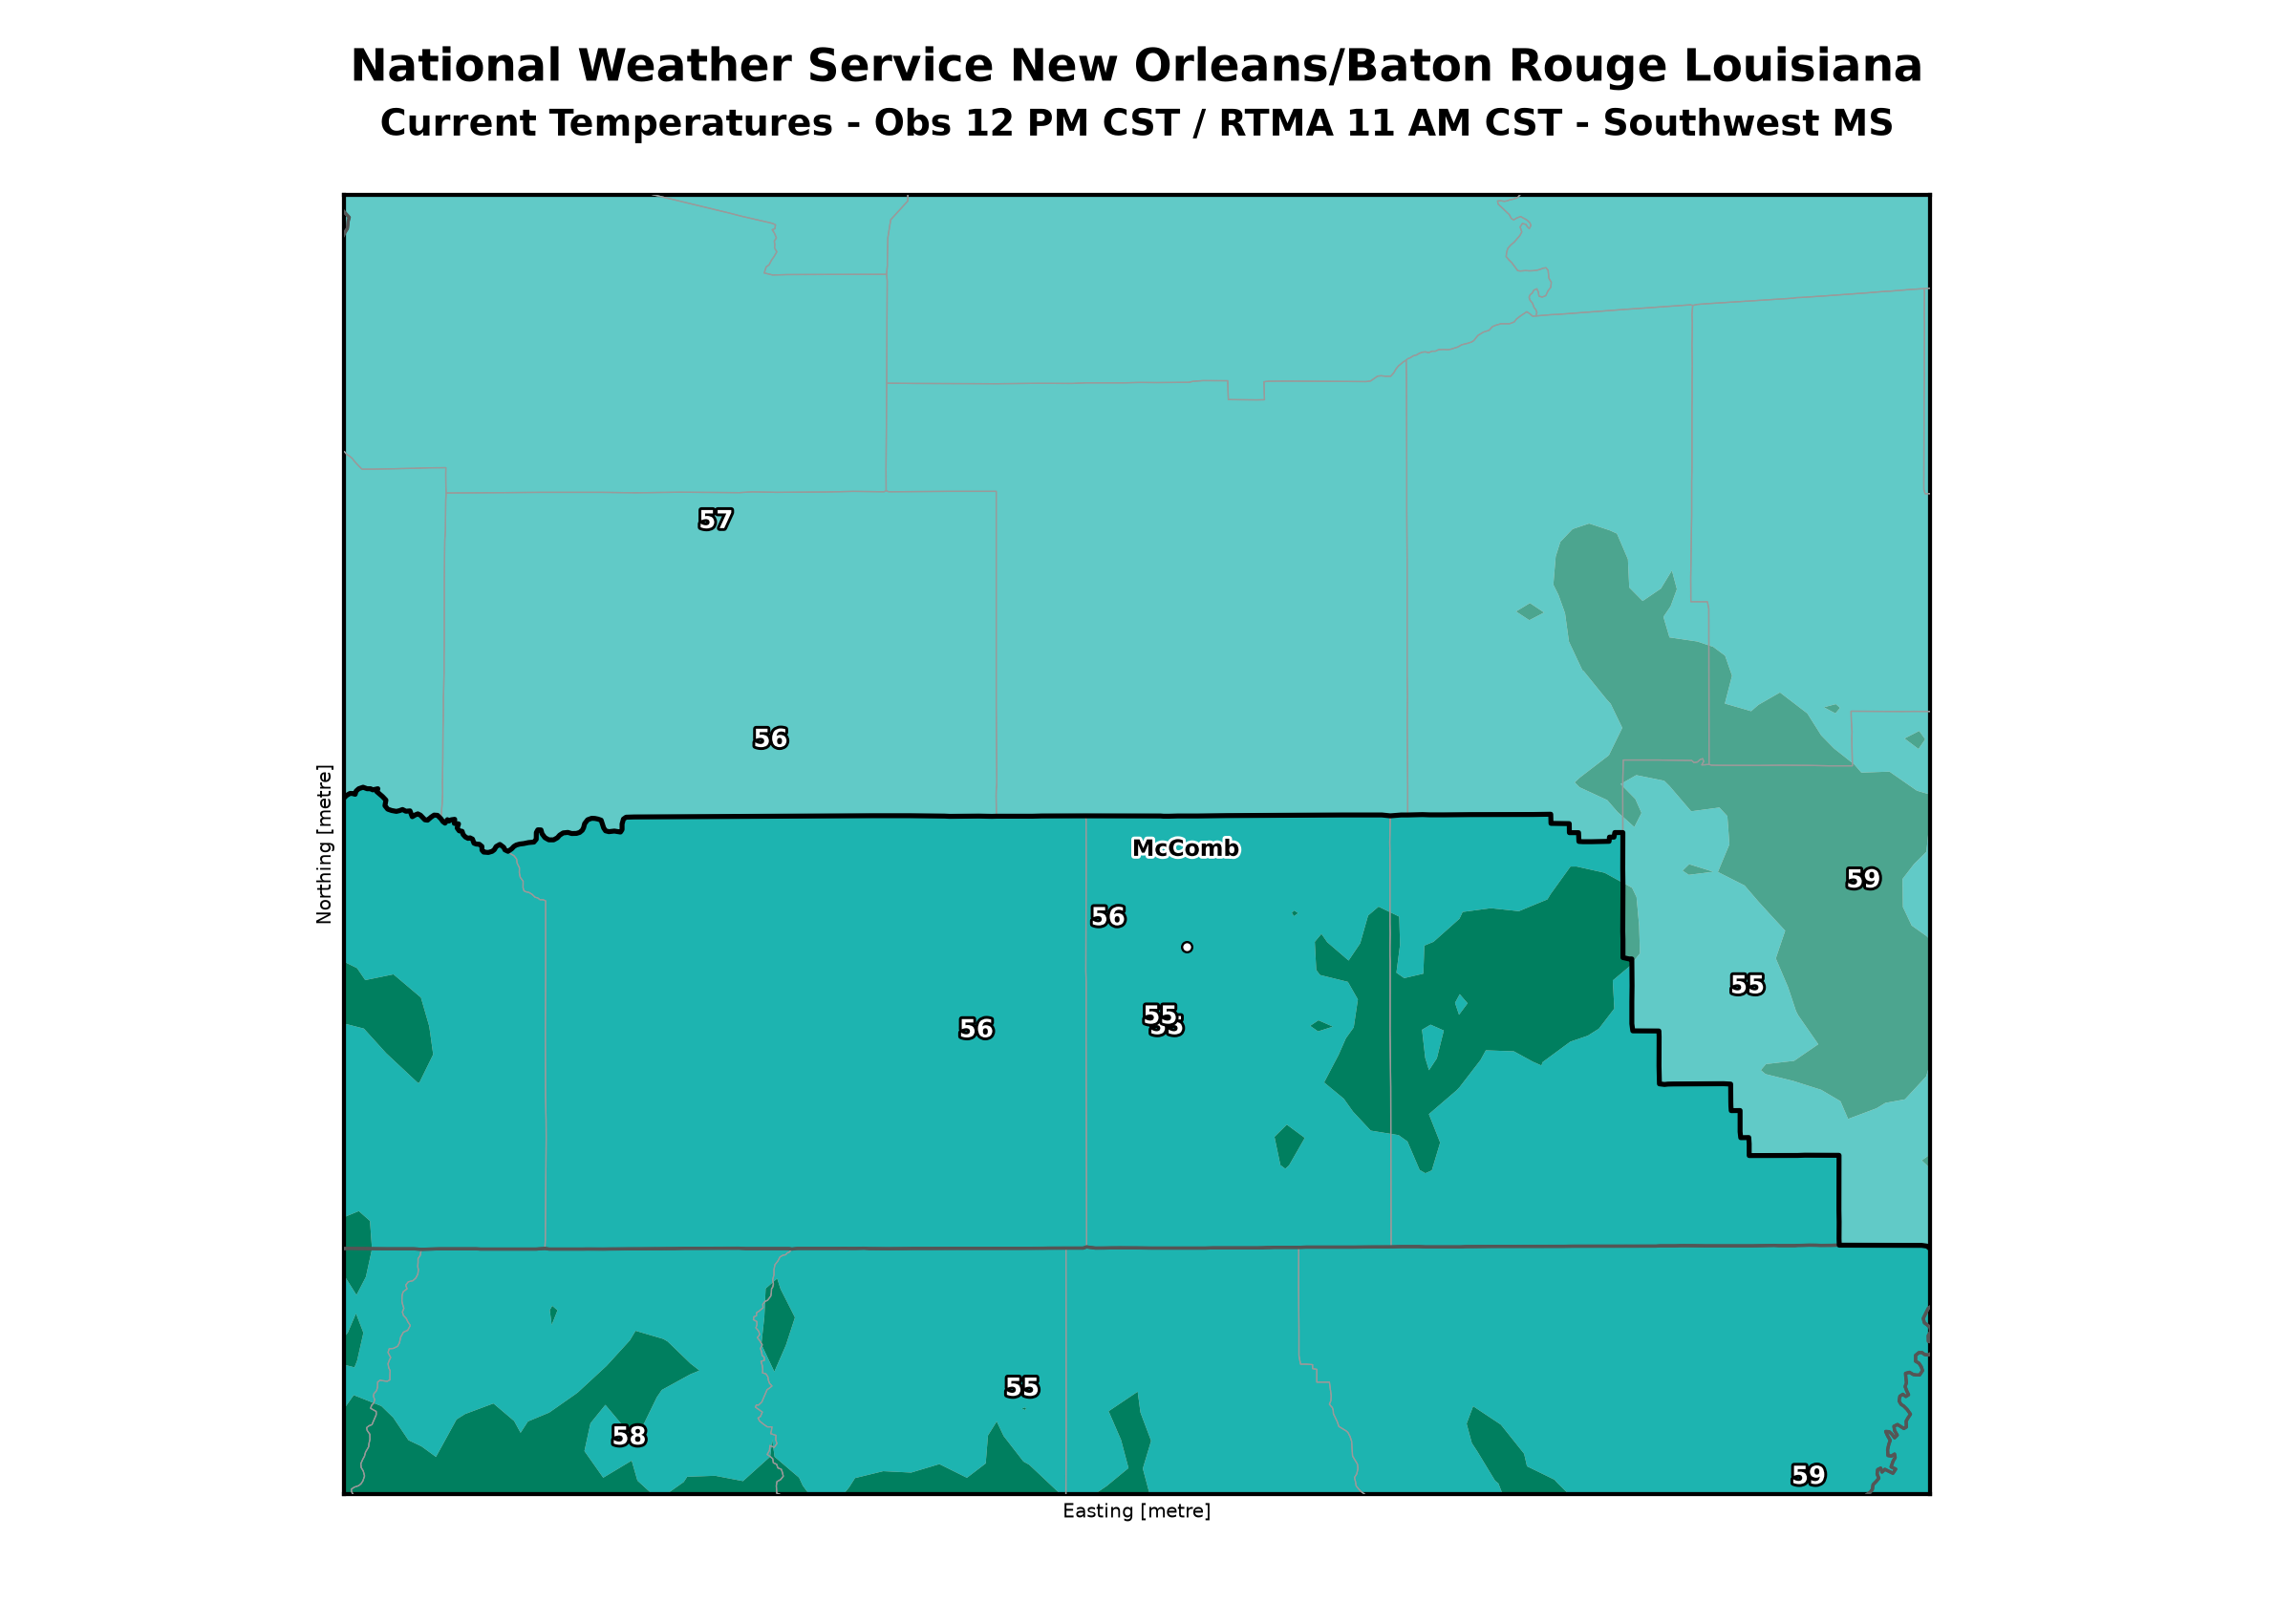 National Weather Service New Orleans/Baton Rouge Louisiana
Current Temperatures - Obs 12 PM CST / RTMA 11 AM CST - Southwest MS
57
56
Northing [metre]
McComb
59
56
55
55
56
55
58
59
Easting [metre]